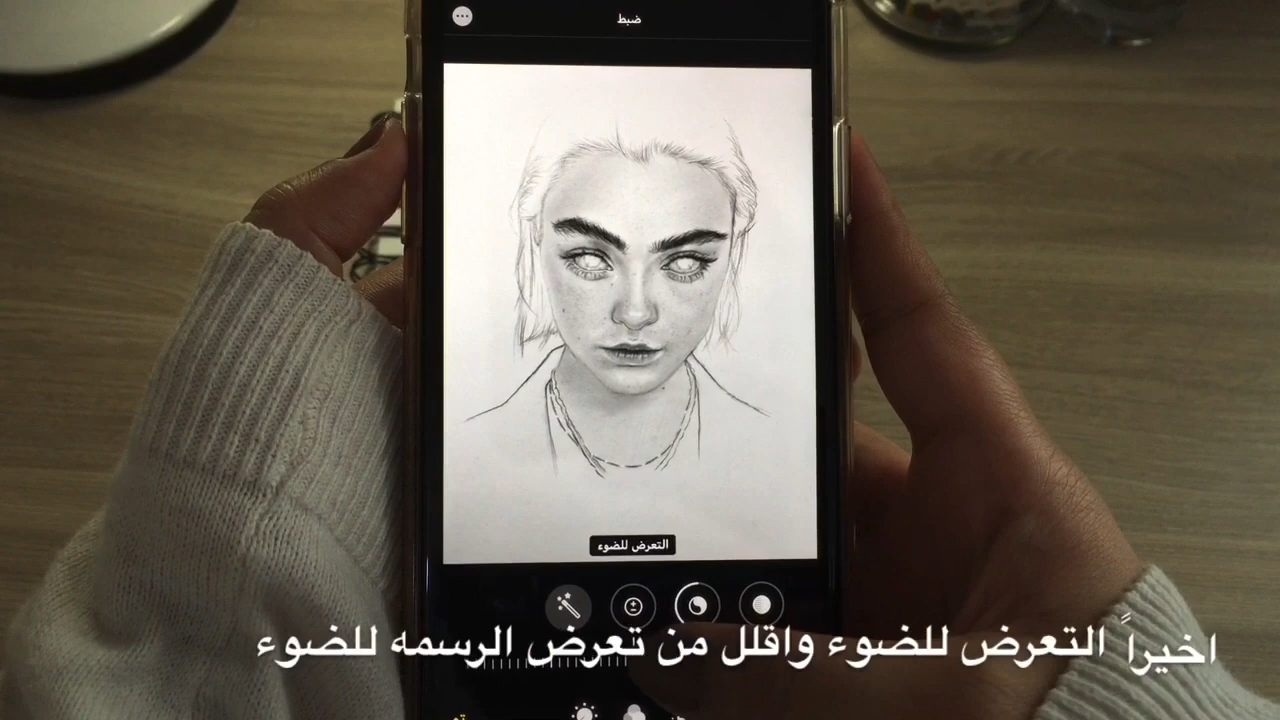 ضبط
التعرض للضوء
اخيراً التعرض للضوء واقلل من تعرض الرسمه للضوء